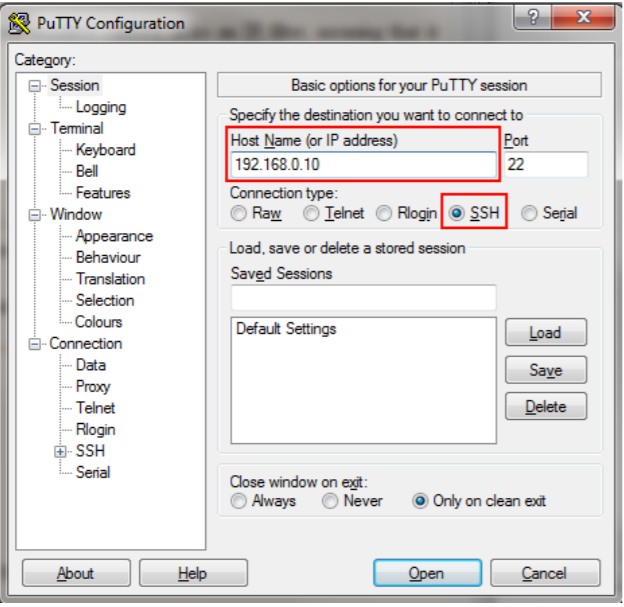 PuTTY Configuration
Category:
Session
Logging
Terminal
Keyboard
Bell
Features
Window
Appearance
Behaviour
Translation
Selection
Colours
Connection
Data
Proxy
Telnet
Rlogin
SSH
Serial
Basic options for your PuTTY session
Specify the destination you want to connect to
Host Name (or IP address) Port
192.168.0.10 22
Connection type:
Raw Telnet Rlogin SSH Serial
Load, save or delete a stored session
Saved Sessions
Default Settings
Load
Save
Delete
Close window on exit:
Always Never Only on clean exit
About Help Open Cancel